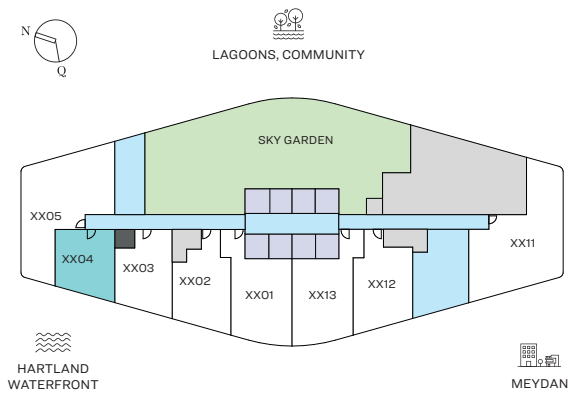 N
Q
LAGOONS, COMMUNITY
SKY GARDEN
XX05
XX11
XX04
XX03
XX02
XX12
XX01
XX13
HARTLAND
WATERFRONT
MEYDAN